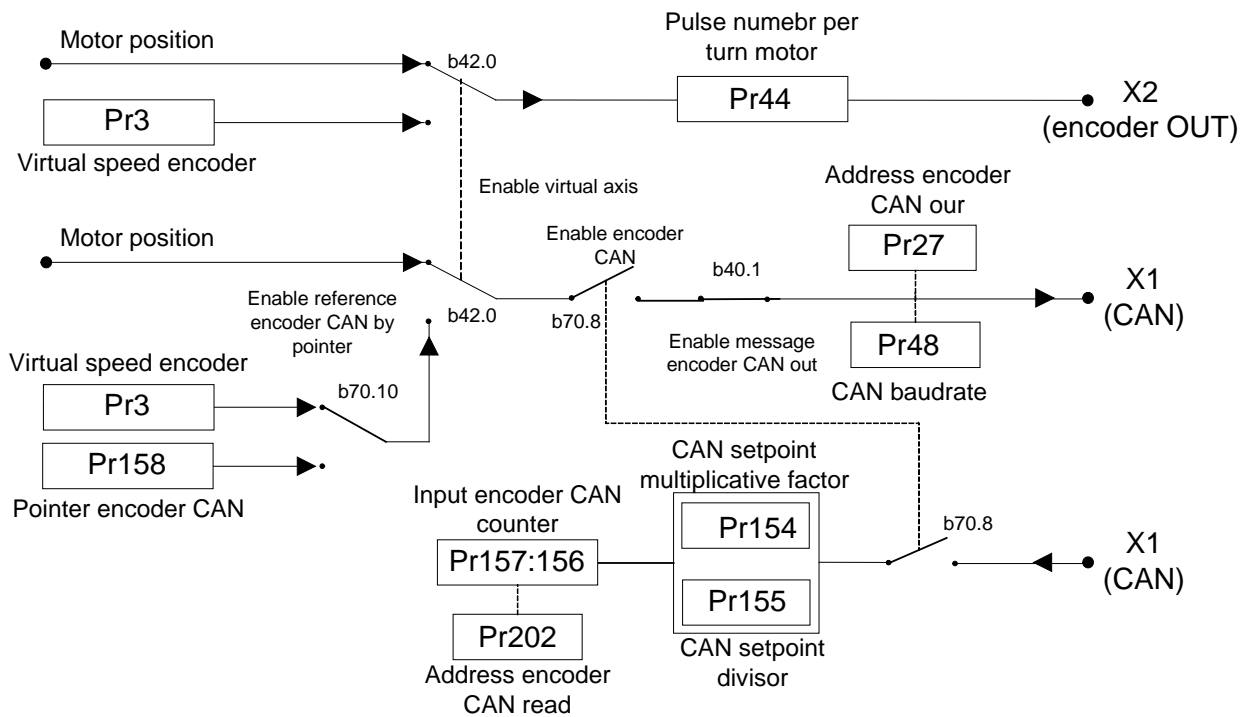 Motor position
b42.0
Pulse numebr per
turn motor
Pr44
X2
(encoder OUT)
Pr3
Virtual speed encoder
Enable virtual axis
Address encoder
CAN our
Motor position
Enable encoder
CAN
Pr27
b40.1
X1
(CAN)
Enable reference
encoder CAN by
pointer
b42.0
b70.8
Enable message
encoder CAN out
Pr48
CAN baudrate
Virtual speed encoder
Pr3
b70.10
Pr158
Pointer encoder CAN
CAN setpoint
multiplicative factor
Input encoder CAN
counter
Pr154
b70.8
Pr157:156
X1
(CAN)
Pr155
Pr202
CAN setpoint
divisor
Address encoder
CAN read